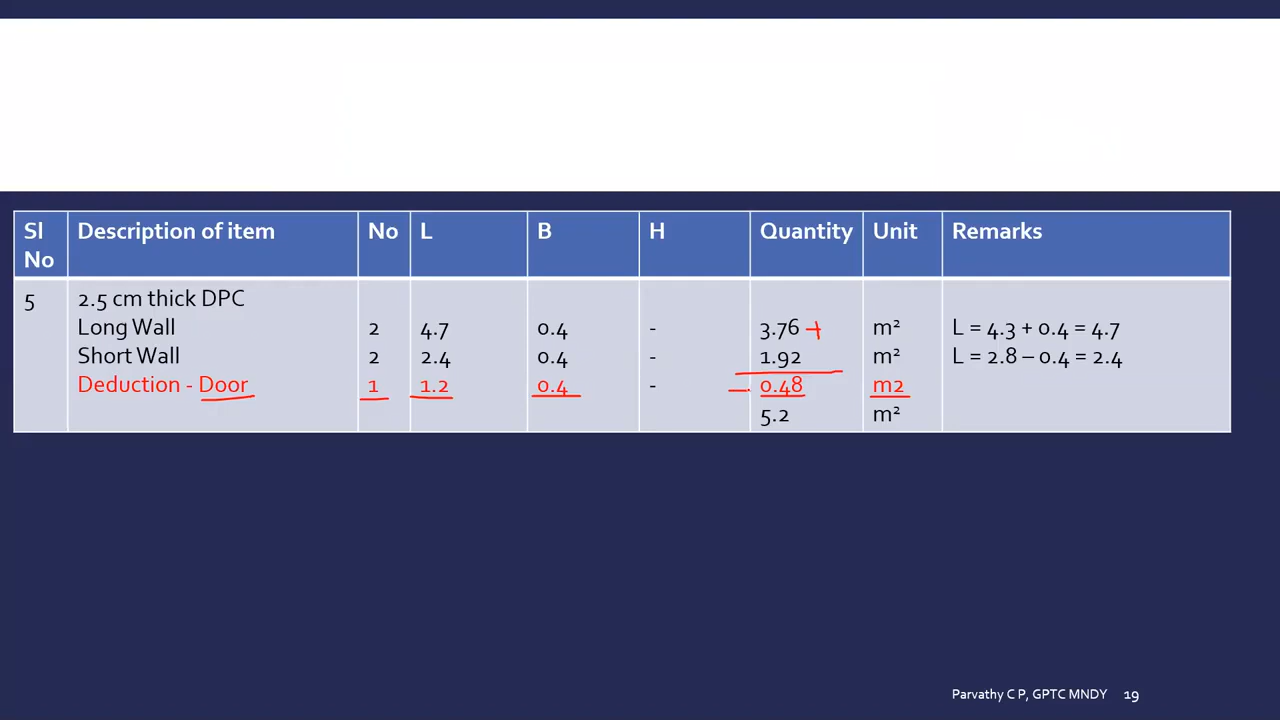 Sl No Description of item No L B H Quantity Unit Remarks
5 2.5 cm thick DPC
Long Wall 2 4.7 0.4 - 3.76 + m² L = 4.3 + 0.4 = 4.7
Short Wall 2 2.4 0.4 - 1.92 m² L = 2.8 – 0.4 = 2.4
Deduction - Door 1 1.2 0.4 - – 0.48 m2
5.2 m²
Parvathy C P, GPTC MNDY 19